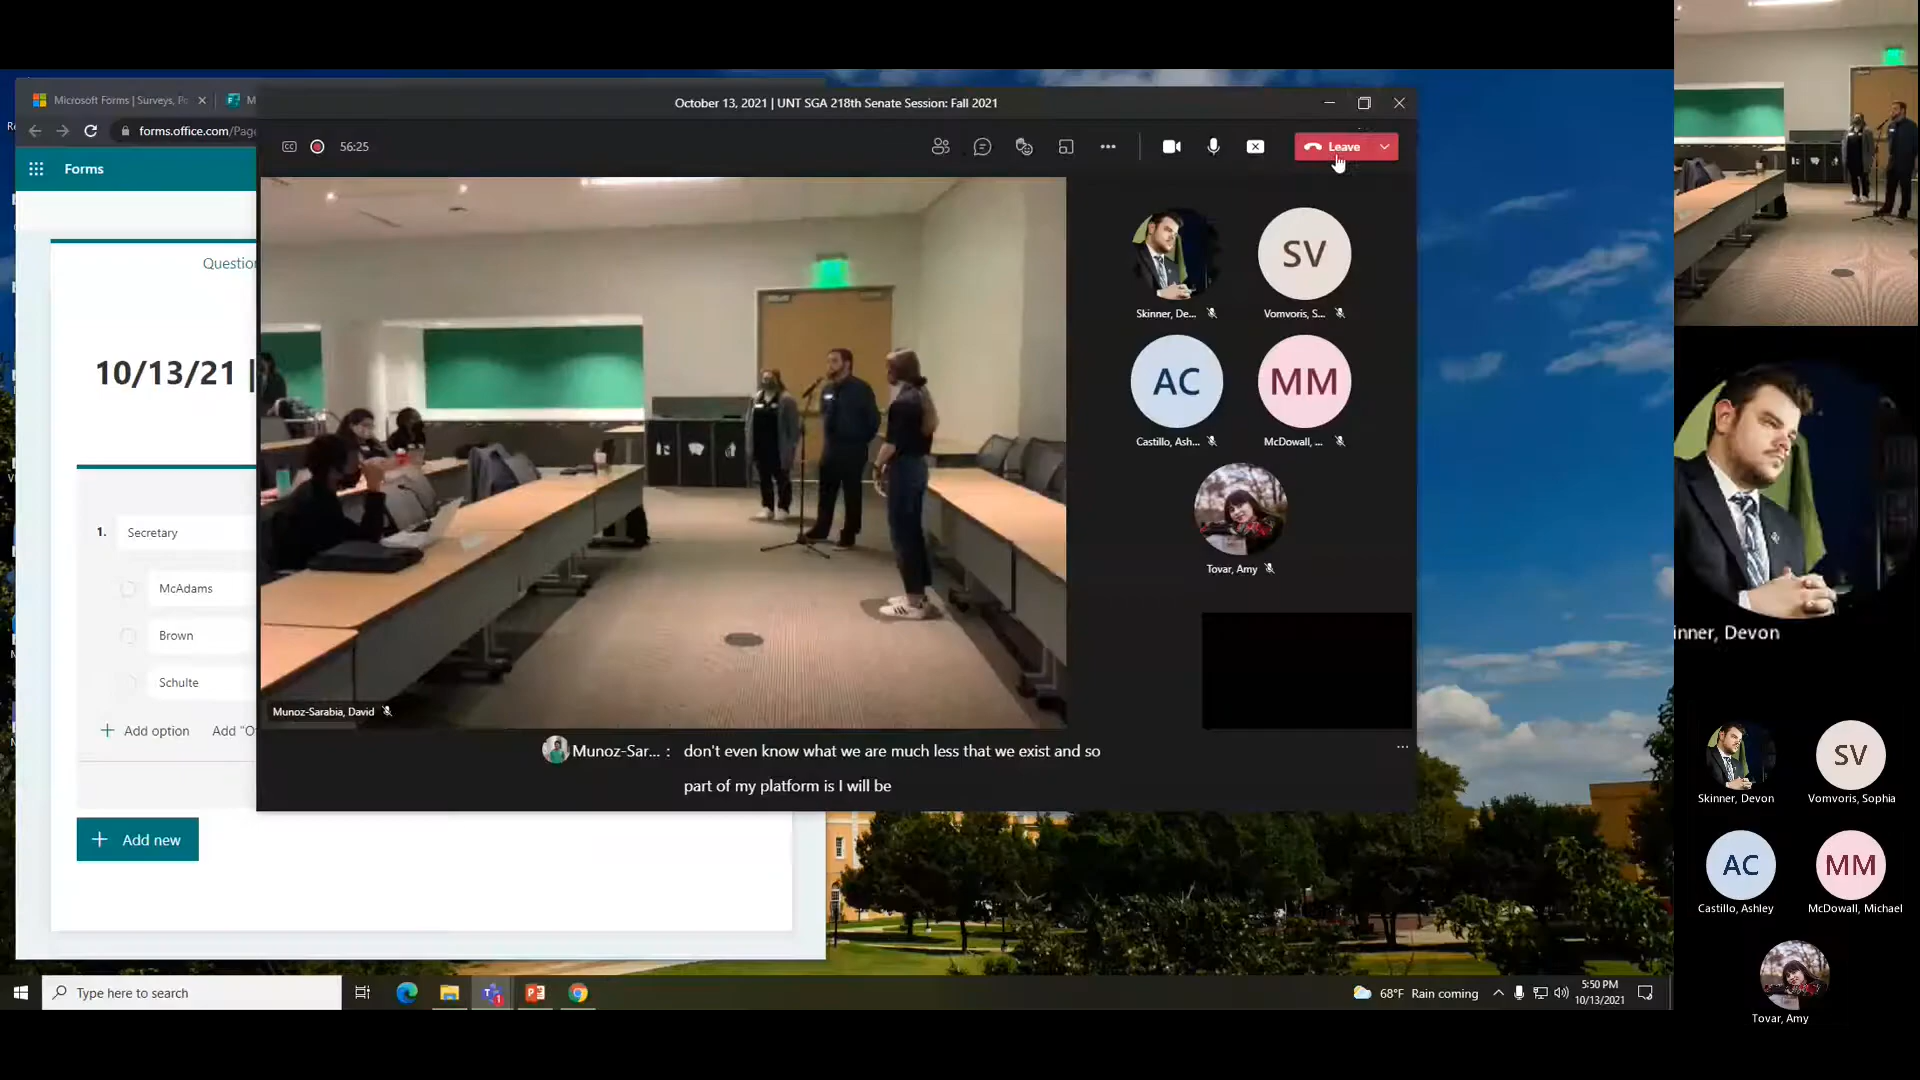 Microsoft Forms | Surveys, Po
M
October 13, 2021 | UNT SGA 218th Senate Session: Fall 2021
forms.office.com/Page
CC
56:25
Leave
Forms
Question
10/13/21 |
1.
Secretary
McAdams
Brown
Schulte
Add option
Add "O
Add new
SV
Skinner, De...
Vomvoris, S...
AC
MM
Castillo, Ash...
McDowall, ...
Tovar, Amy
Munoz-Sarabia, David
Munoz-Sar... :
don't even know what we are much less that we exist and so
part of my platform is I will be
Type here to search
68°F Rain coming
5:50 PM
10/13/2021
inner, Devon
SV
Skinner, Devon
Vomvoris, Sophia
AC
MM
Castillo, Ashley
McDowall, Michael
Tovar, Amy